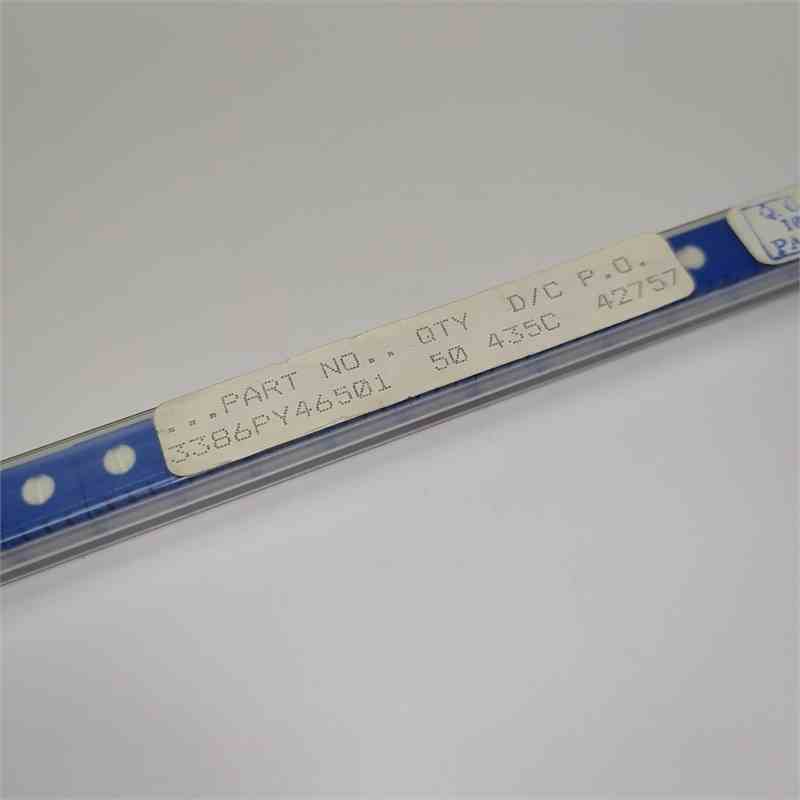 ...PART NO.. QTY D/C P.O.
3386PY46501 50 435C 42757
Q.C